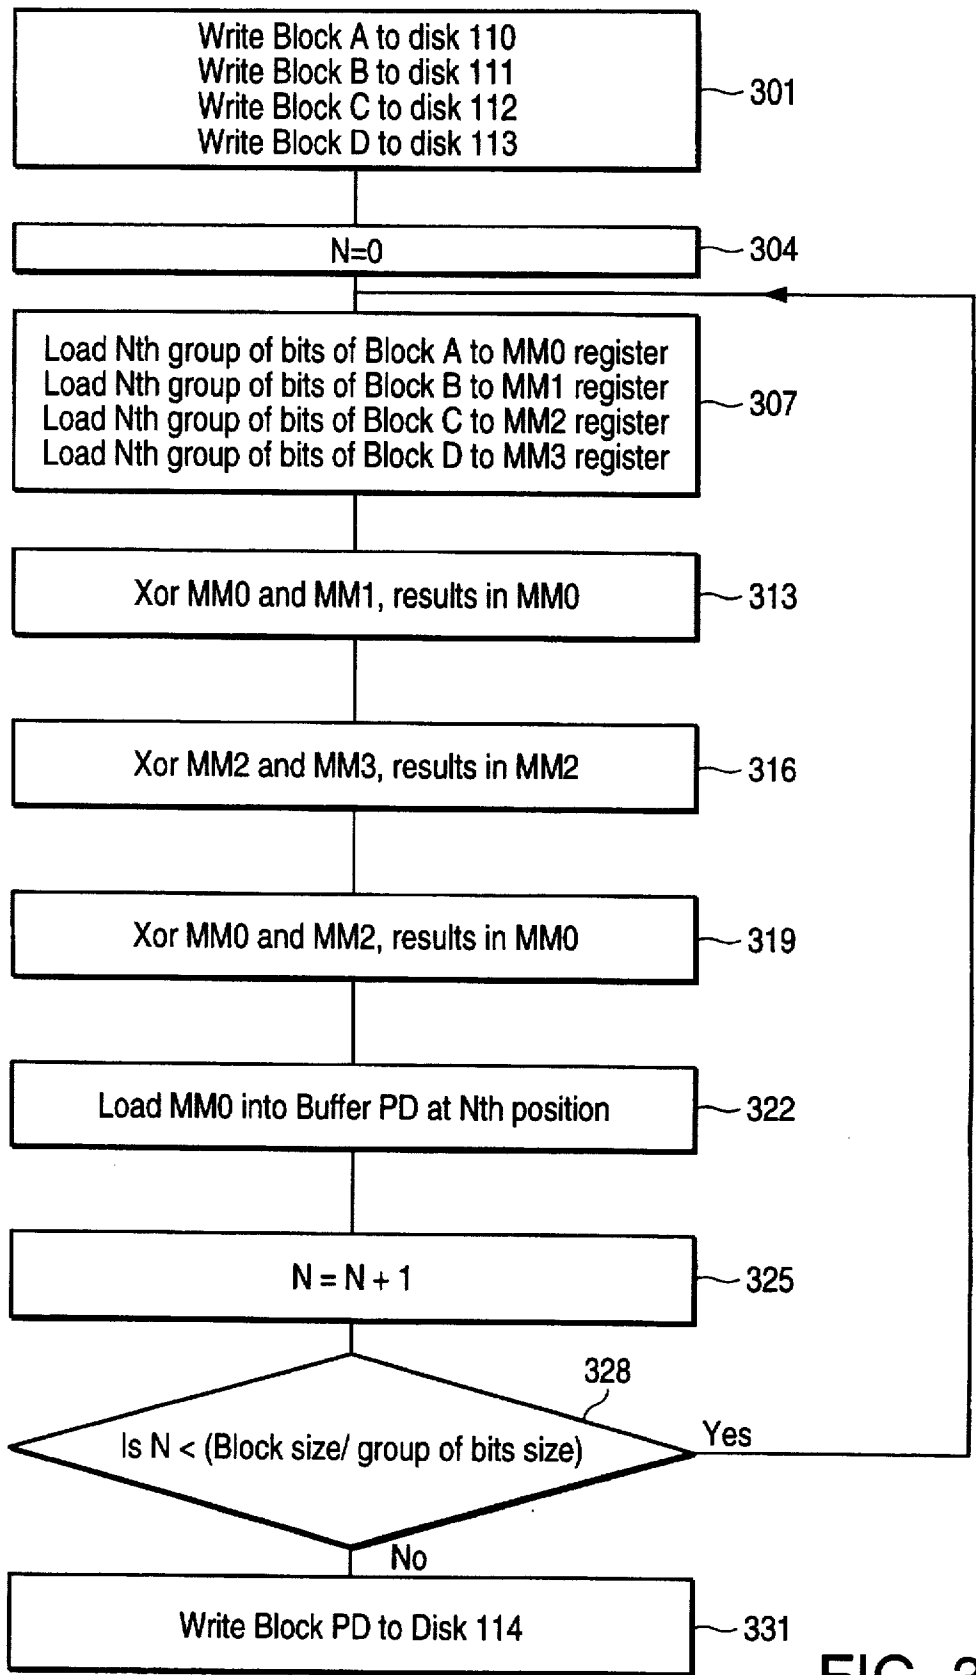 Write Block A to disk 110
Write Block B to disk 111
Write Block C to disk 112
Write Block D to disk 113
301
N=0
304
Load Nth group of bits of Block A to MM0 register
Load Nth group of bits of Block B to MM1 register
Load Nth group of bits of Block C to MM2 register
Load Nth group of bits of Block D to MM3 register
307
Xor MM0 and MM1, results in MM0
313
Xor MM2 and MM3, results in MM2
316
Xor MM0 and MM2, results in MM0
319
Load MM0 into Buffer PD at Nth position
322
N = N + 1
325
328
Is N < (Block size/ group of bits size)
Yes
No
Write Block PD to Disk 114
331
FIG.